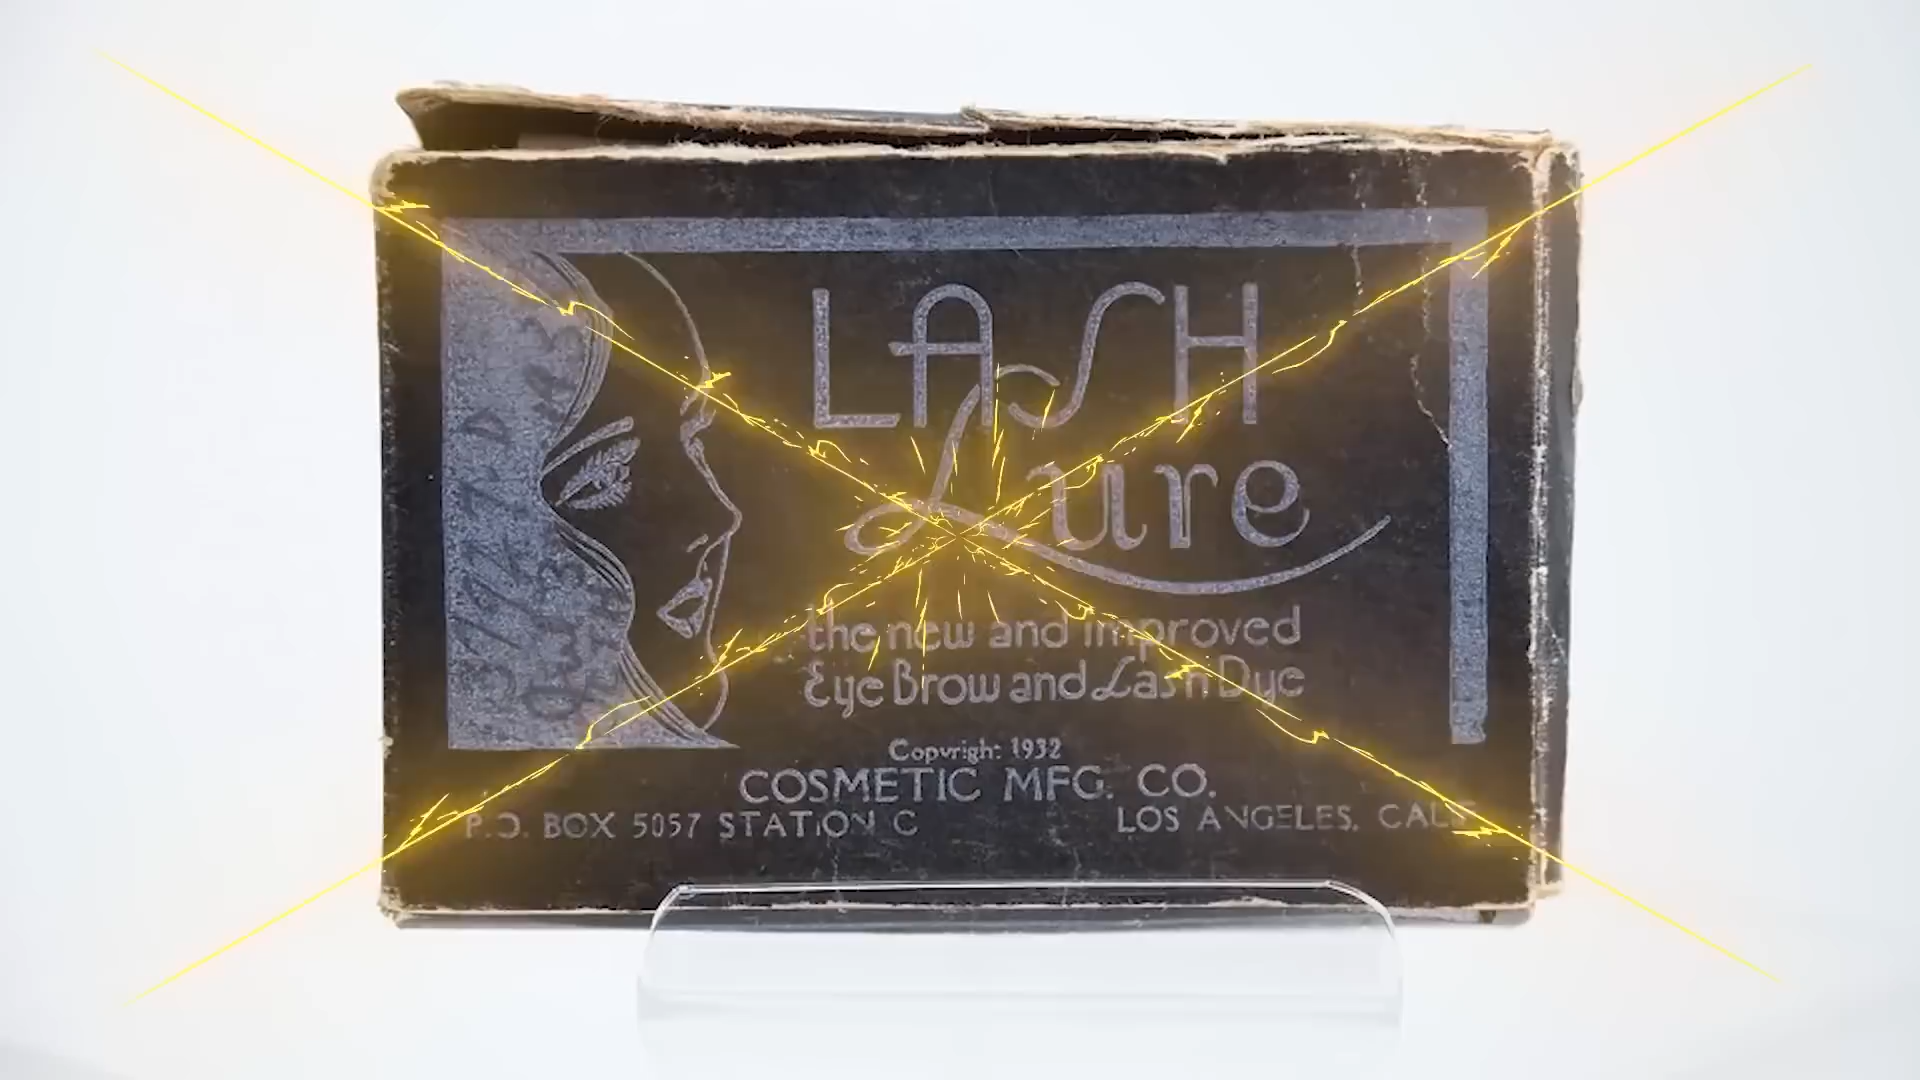 LASH
Lure
the new and improved
Eye Brow and Lash Dye
Copyright 1932
COSMETIC MFG. CO.
P.O. BOX 5057 STATION C
LOS ANGELES, CALIF.